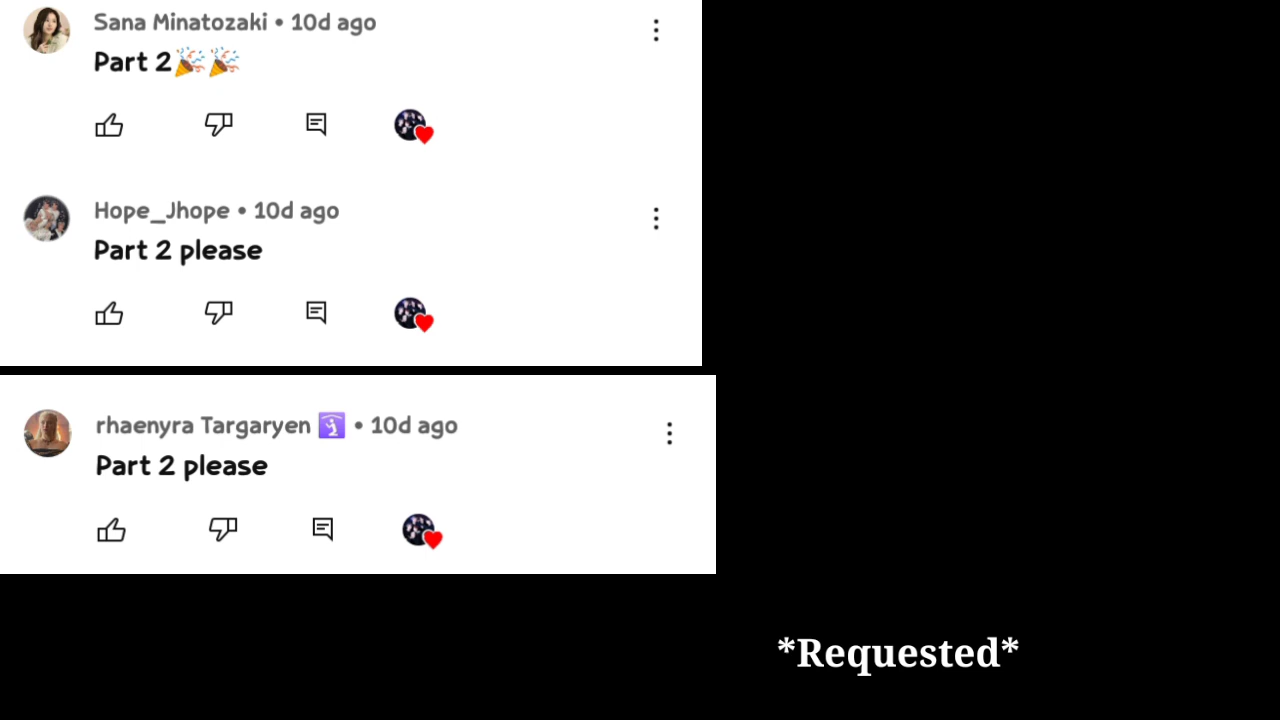 Sana Minatozaki • 10d ago
Part 2🎉🎉
Hope_Jhope • 10d ago
Part 2 please
rhaenyra Targaryen 🛐 • 10d ago
Part 2 please
*Requested*